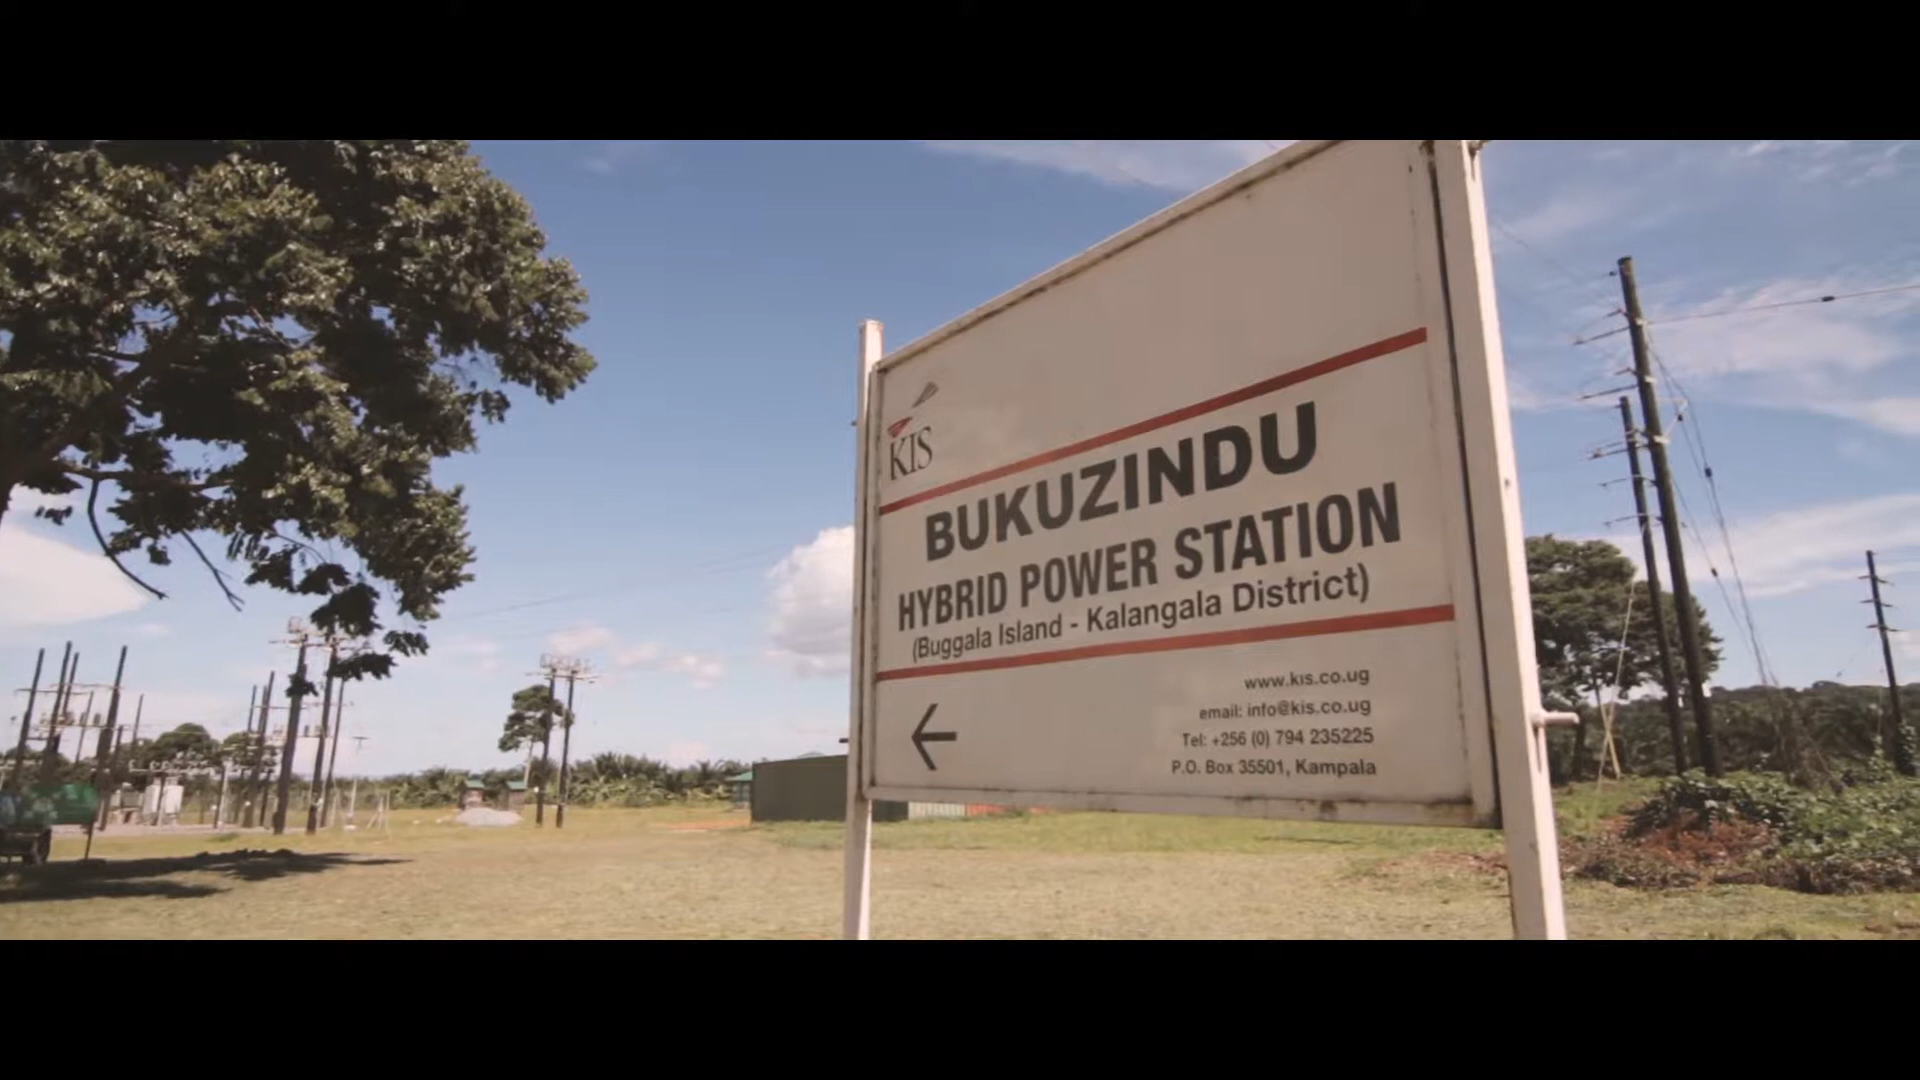 KIS
BUKUZINDU
HYBRID POWER STATION
(Buggala Island - Kalangala District)
www.kis.co.ug
email: info@kis.co.ug
Tel: +256 (0) 794 235225
P.O. Box 35501, Kampala